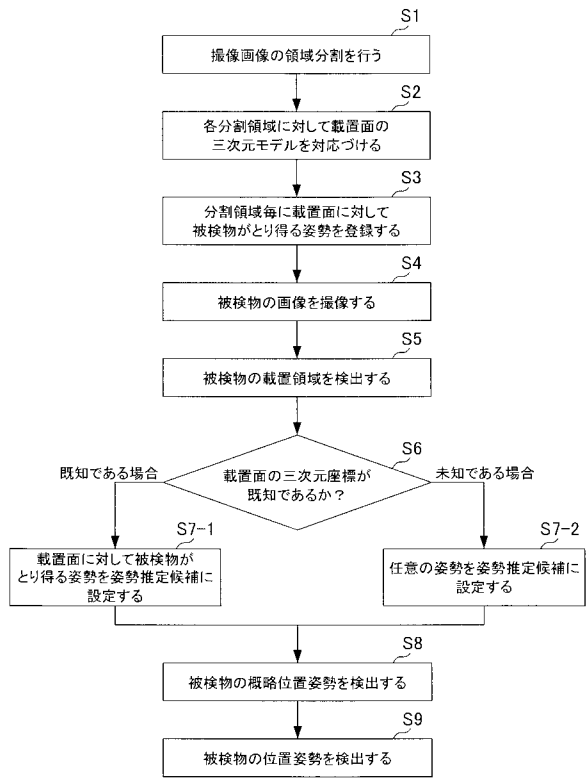 S1
撮像画像の領域分割を行う
S2
各分割領域に対して載置面の
三次元モデルを対応づける
S3
分割領域毎に載置面に対して
被検物がとり得る姿勢を登録する
S4
被検物の画像を撮像する
S5
被検物の載置領域を検出する
S6
載置面の三次元座標が
既知であるか？
既知である場合
未知である場合
S7-1
載置面に対して被検物が
とり得る姿勢を姿勢推定候補に
設定する
S7-2
任意の姿勢を姿勢推定候補に
設定する
S8
被検物の概略位置姿勢を検出する
S9
被検物の位置姿勢を検出する